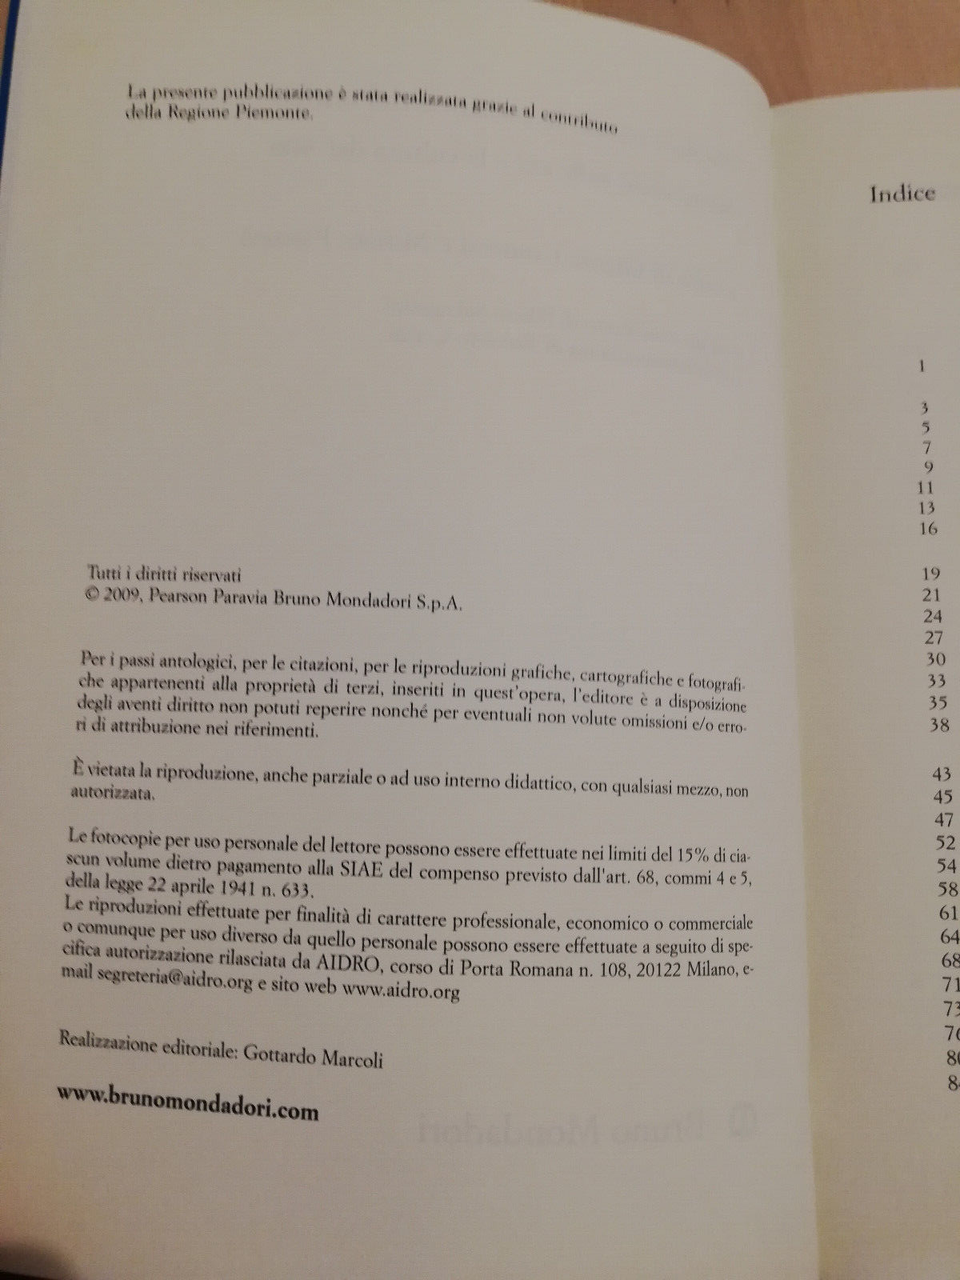 La presente pubblicazione è stata realizzata grazie al contributo
della Regione Piemonte.
Tutti i diritti riservati
© 2009, Pearson Paravia Bruno Mondadori S.p.A.
Per i passi antologici, per le citazioni, per le riproduzioni grafiche, cartografiche e fotografi-
che appartenenti alla proprietà di terzi, inseriti in quest'opera, l'editore è a disposizione
degli aventi diritto non potuti reperire nonché per eventuali non volute omissioni e/o erro-
ri di attribuzione nei riferimenti.
È vietata la riproduzione, anche parziale o ad uso interno didattico, con qualsiasi mezzo, non
autorizzata.
Le fotocopie per uso personale del lettore possono essere effettuate nei limiti del 15% di cia-
scun volume dietro pagamento alla SIAE del compenso previsto dall'art. 68, commi 4 e 5,
della legge 22 aprile 1941 n. 633.
Le riproduzioni effettuate per finalità di carattere professionale, economico o commerciale
o comunque per uso diverso da quello personale possono essere effettuate a seguito di spe-
cifica autorizzazione rilasciata da AIDRO, corso di Porta Romana n. 108, 20122 Milano, e-
mail segreteria@aidro.org e sito web www.aidro.org
Realizzazione editoriale: Gottardo Marcoli
www.brunomondadori.com
Indice
1
3
5
7
9
11
13
16
19
21
24
27
30
33
35
38
43
45
47
52
54
58
61
64
68
71
73